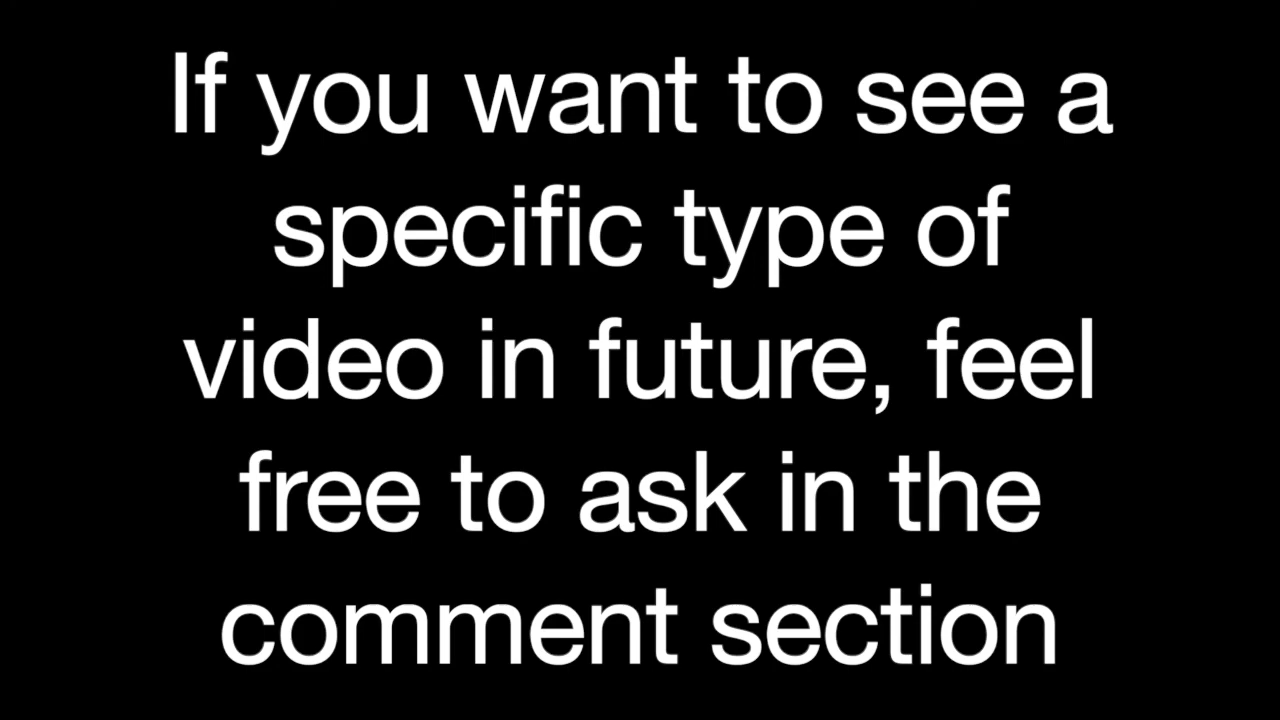 If you want to see a
specific type of
video in future, feel
free to ask in the
comment section